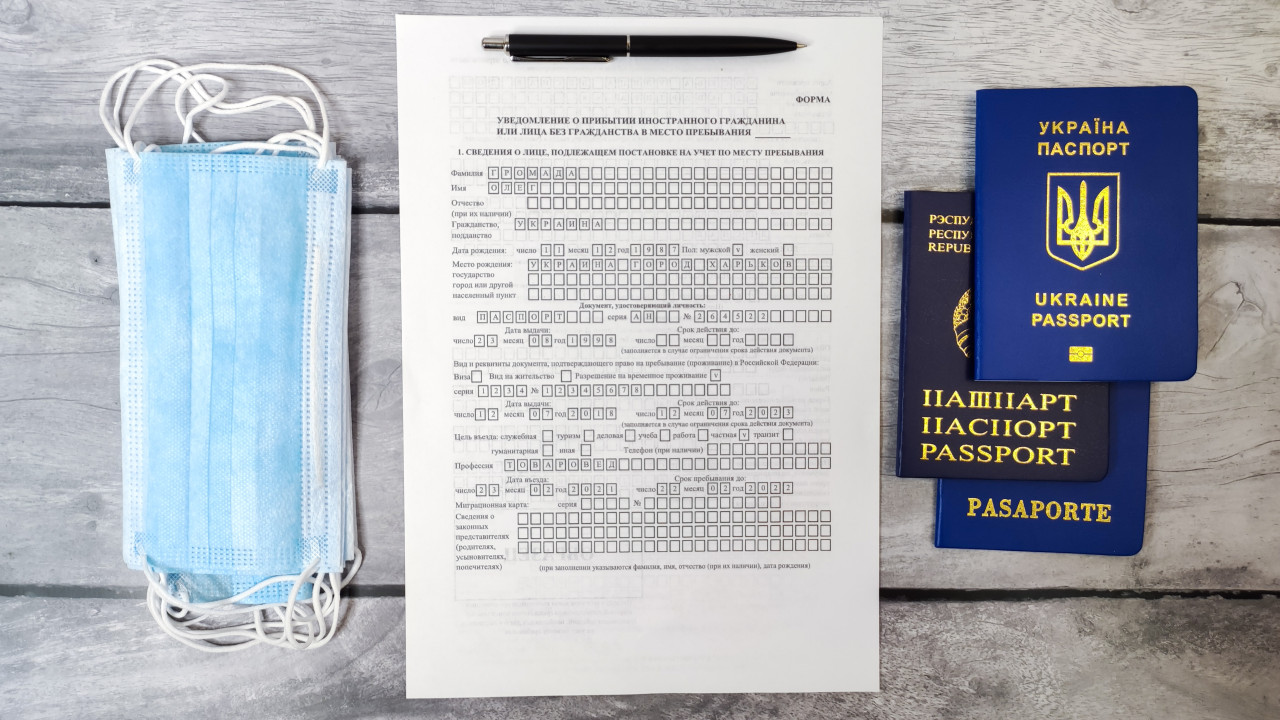 ФОРМА
УВЕДОМЛЕНИЕ О ПРИБЫТИИ ИНОСТРАННОГО ГРАЖДАНИНА
ИЛИ ЛИЦА БЕЗ ГРАЖДАНСТВА В МЕСТО ПРЕБЫВАНИЯ
1. СВЕДЕНИЯ О ЛИЦЕ, ПОДЛЕЖАЩЕМ ПОСТАНОВКЕ НА УЧЕТ ПО МЕСТУ ПРЕБЫВАНИЯ
Фамилия ГРОМАДА
Имя ОЛЕГ
Отчество
(при их наличии)
Гражданство, УКРАИНА
подданство
Дата рождения: число 11 месяц 12 год 1987 Пол: мужской v женский
Место рождения: УКРАИНА ГОРОД ХАРЬКОВ
государство
город или другой
населенный пункт
Документ, удостоверяющий личность:
вид ПАСПОРТ серия АН № 264522
Дата выдачи: Срок действия до:
число 23 месяц 08 год 1998 число месяц год
(заполняется в случае ограничения срока действия документа)
Вид и реквизиты документа, подтверждающего право на пребывание (проживание) в Российской Федерации:
Виза Вид на жительство Разрешение на временное проживание v
серия 1234 № 12345678
Дата выдачи: Срок действия до:
число 12 месяц 07 год 2018 число 12 месяц 07 год 2023
(заполняется в случае ограничения срока действия документа)
Цель въезда: служебная туризм деловая учеба работа частная v транзит
гуманитарная иная Телефон (при наличии)
Профессия ТОВАРОВЕД
Дата въезда: Срок пребывания до:
число 23 месяц 02 год 2021 число 22 месяц 02 год 2022
Миграционная карта: серия №
Сведения о
законных
представителях
(родителях,
усыновителях,
попечителях) (при заполнении указываются фамилия, имя, отчество (при их наличии), дата рождения)
УКРАЇНА
ПАСПОРТ
UKRAINE
PASSPORT
ПАШПАРТ
ПАСПОРТ
PASSPORT
PASAPORTE